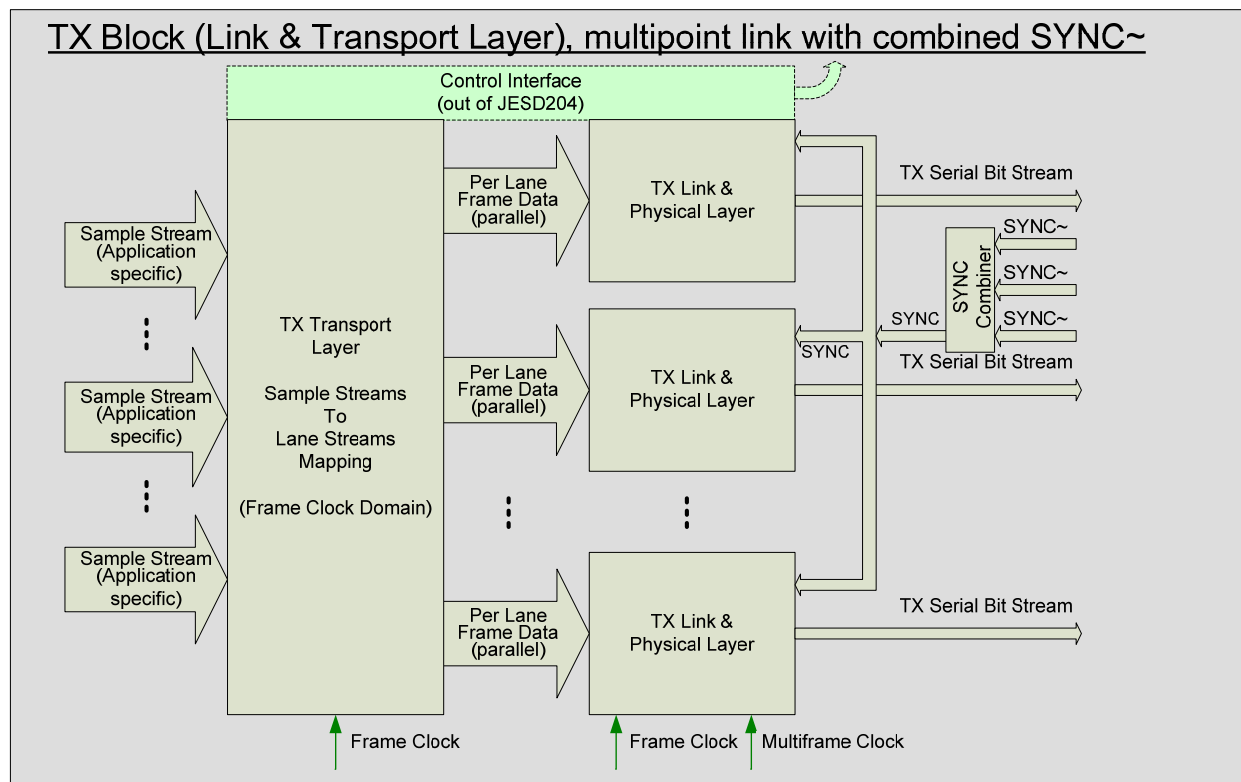 TX Block (Link & Transport Layer), multipoint link with combined SYNC~
Control Interface
(out of JESD204)
Sample Stream
(Application
specific)
Sample Stream
(Application
specific)
Sample Stream
(Application
specific)
TX Transport
Layer
Sample Streams
To
Lane Streams
Mapping
(Frame Clock Domain)
Per Lane
Frame Data
(parallel)
Per Lane
Frame Data
(parallel)
Per Lane
Frame Data
(parallel)
TX Link &
Physical Layer
TX Link &
Physical Layer
TX Link &
Physical Layer
TX Serial Bit Stream
SYNC~
SYNC~
SYNC~
SYNC
Combiner
SYNC
SYNC
TX Serial Bit Stream
TX Serial Bit Stream
Frame Clock
Frame Clock
Multiframe Clock